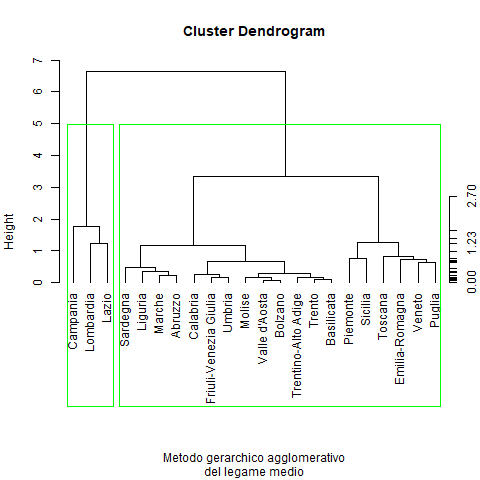 Cluster Dendrogram
Height
7
6
5
4
3
2
1
0
2.70
1.23
0.00
Campania
Lombardia
Lazio
Sardegna
Liguria
Marche
Abruzzo
Calabria
Friuli-Venezia Giulia
Umbria
Molise
Valle d'Aosta
Bolzano
Trentino-Alto Adige
Trento
Basilicata
Piemonte
Sicilia
Toscana
Emilia-Romagna
Veneto
Puglia
Metodo gerarchico agglomerativo
del legame medio